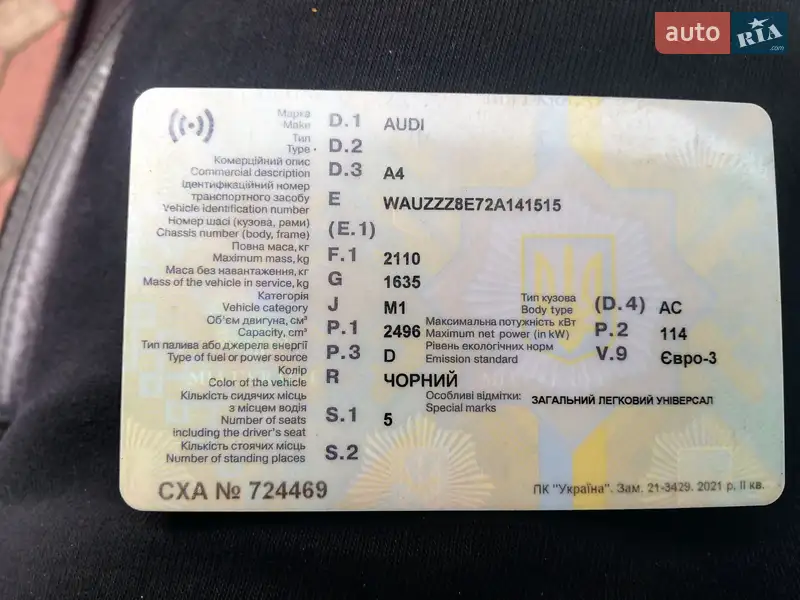 auto RIA .com
Марка D.1 AUDI
Make
Тип D.2
Type
Комерційний опис D.3 A4
Commercial description
Ідентифікаційний номер
транспортного засобу E WAUZZZ8E72A141515
Vehicle identification number
Номер шасі (кузова, рами) (E.1)
Chassis number (body, frame)
Повна маса, кг F.1 2110
Maximum mass, kg
Маса без навантаження, кг G 1635
Mass of the vehicle in service, kg
Категорія J M1 Тип кузова (D.4) AC
Vehicle category Body type
Об'єм двигуна, см³ P.1 2496 Максимальна потужність кВт P.2 114
Capacity, cm³ Maximum net power (in kW)
Тип палива або джерело енергії P.3 D Рівень екологічних норм V.9 Євро-3
Type of fuel or power source Emission standard
Колір R ЧОРНИЙ
Color of the vehicle
Кількість сидячих місць Особливі відмітки: ЗАГАЛЬНИЙ ЛЕГКОВИЙ УНІВЕРСАЛ
з місцем водія S.1 5 Special marks
Number of seats
including the driver's seat
Кількість стоячих місць S.2
Number of standing places
СХА № 724469 ПК "Україна". Зам. 21-3429. 2021 р. II кв.